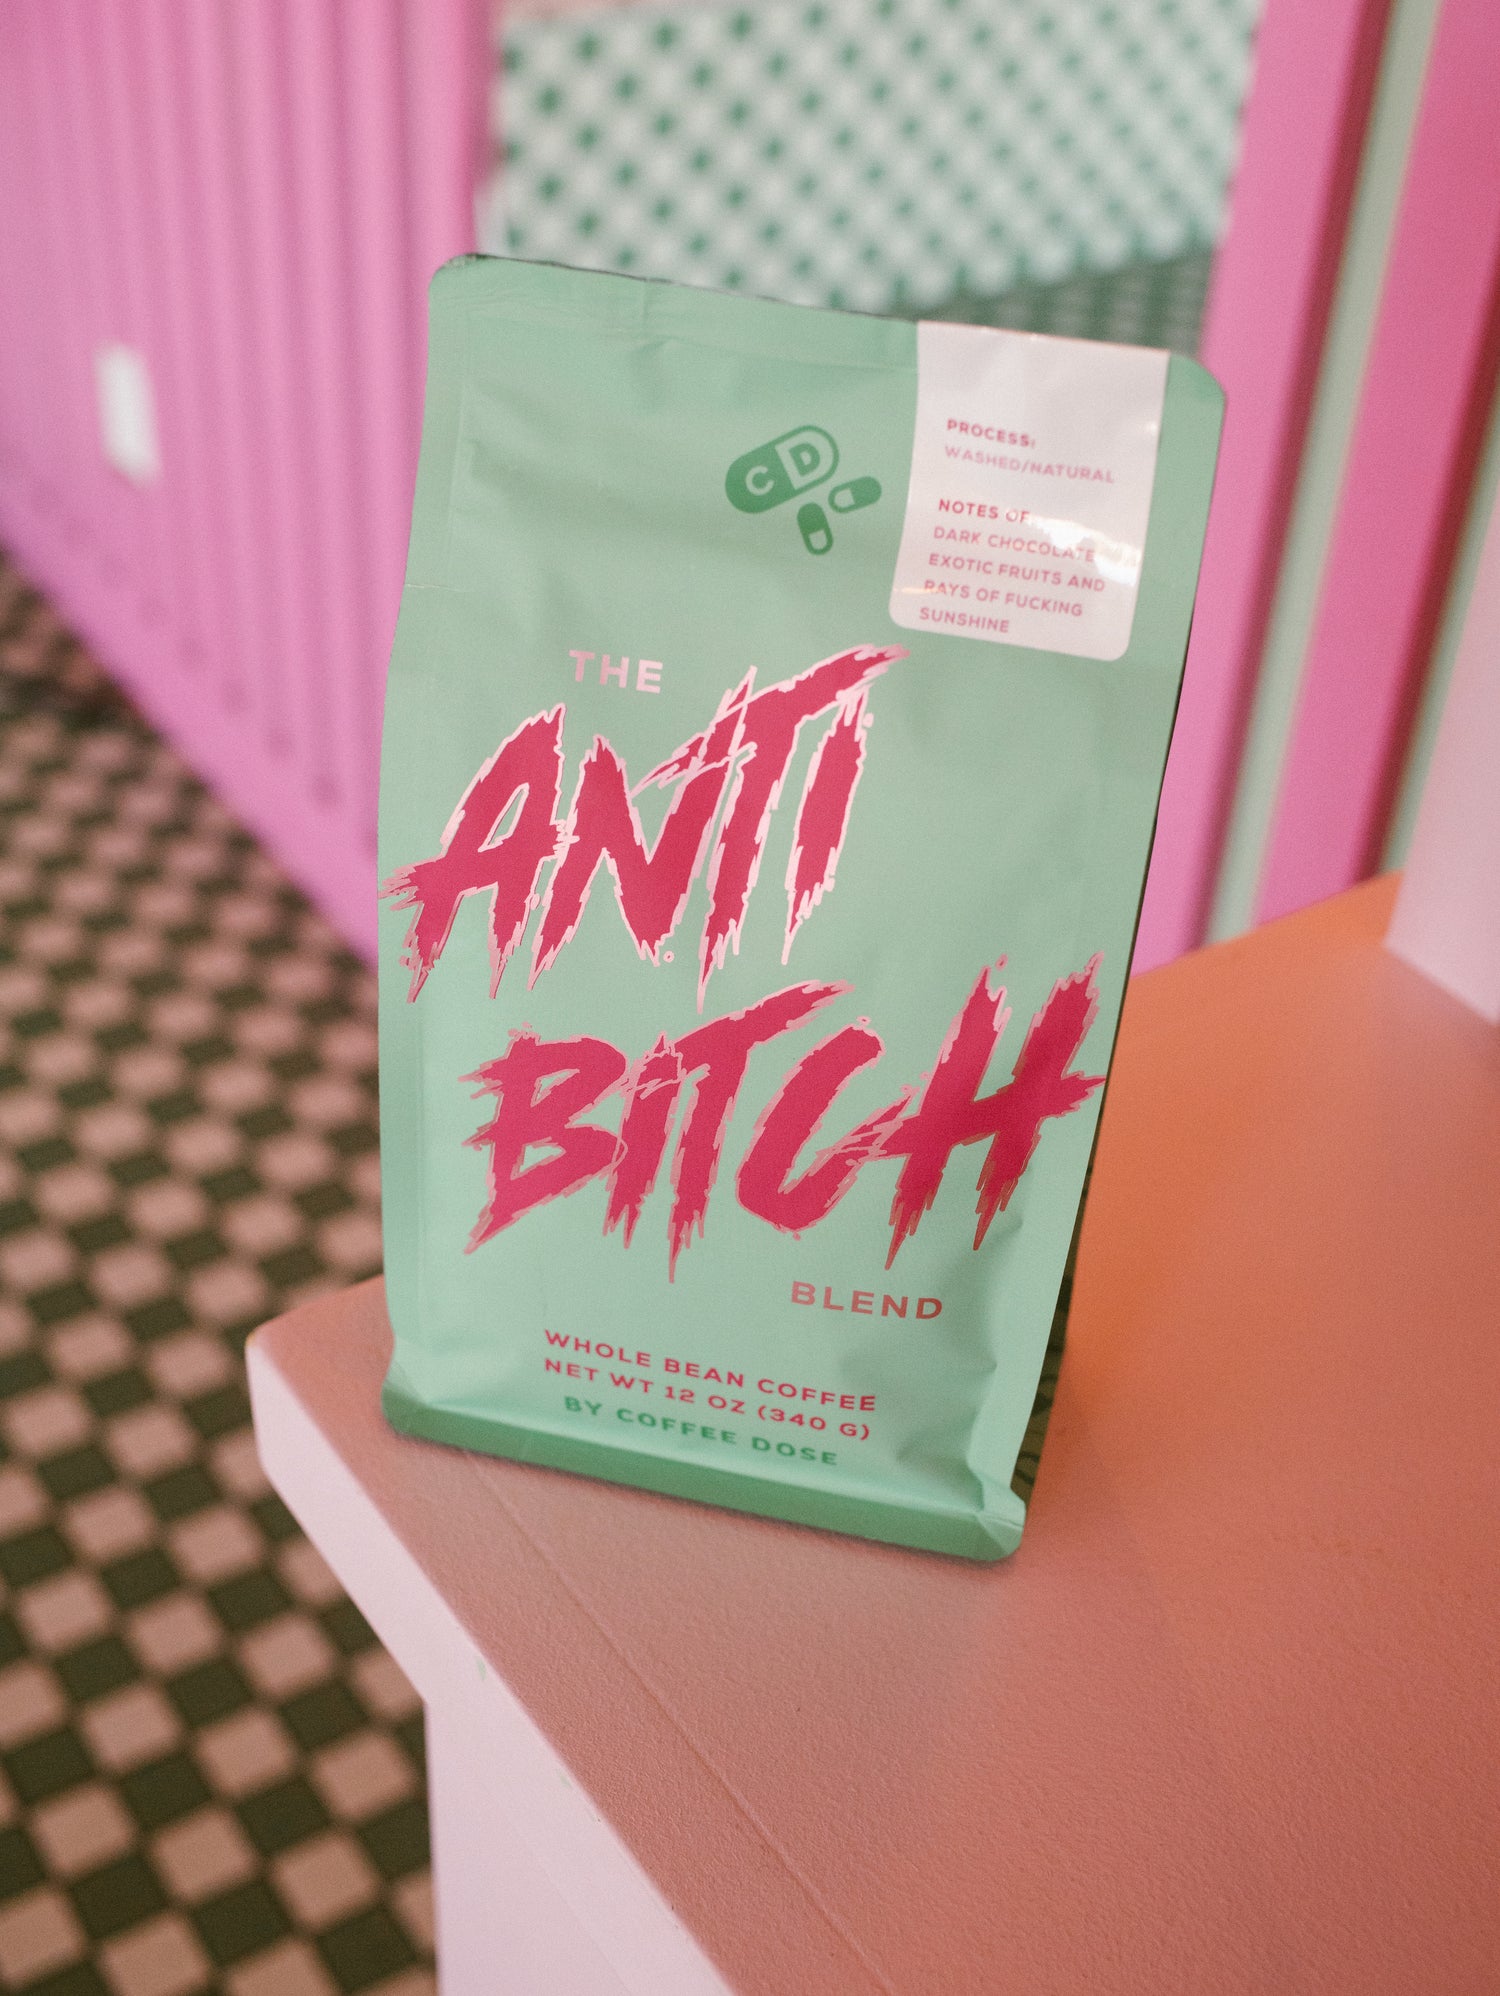 CD
PROCESS:
WASHED/NATURAL
NOTES OF
DARK CHOCOLATE
EXOTIC FRUITS AND
RAYS OF FUCKING
SUNSHINE
THE
ANTI
BITCH
BLEND
WHOLE BEAN COFFEE
NET WT 12 OZ (340 G)
BY COFFEE DOSE